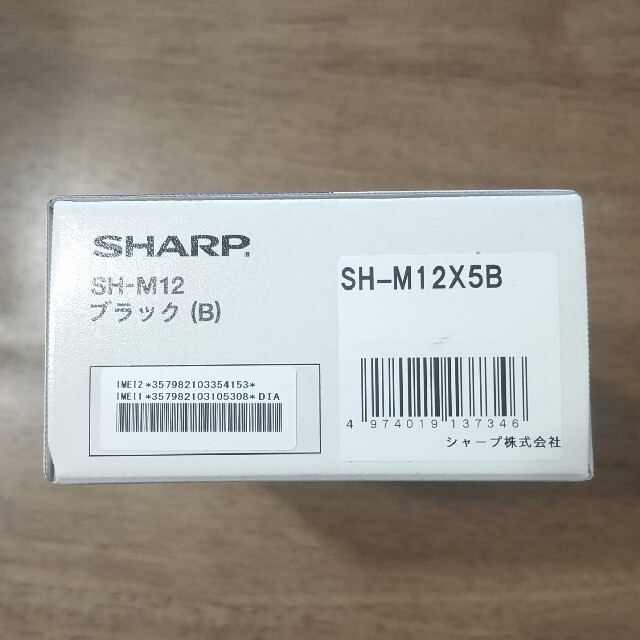 SHARP
SH-M12
ブラック (B)
IMEI2*357982103354153*
IMEI1*357982103105308*DIA
SH-M12X5B
4 974019 137346
シャープ株式会社